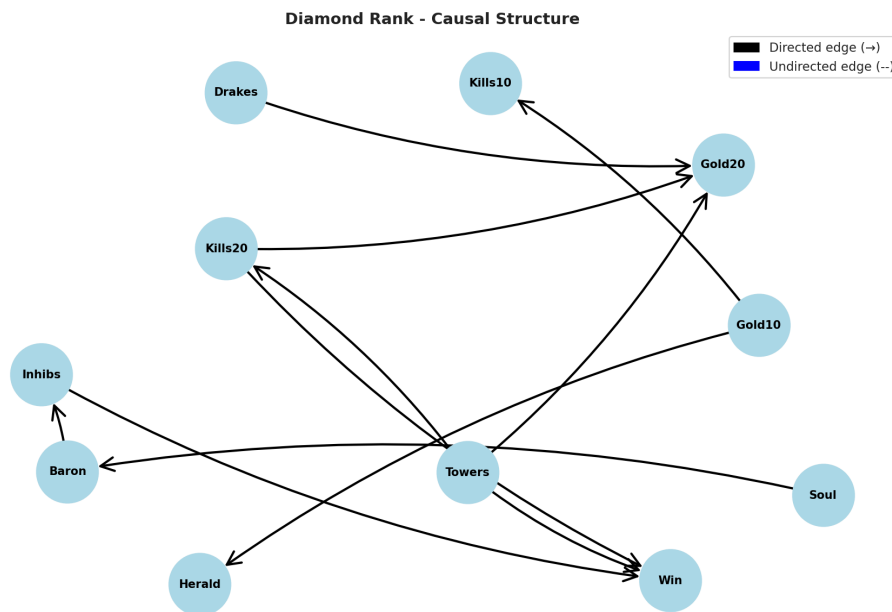 Diamond Rank - Causal Structure
Directed edge (→)
Undirected edge (--)
Kills10
Drakes
Gold20
Kills20
Gold10
Inhibs
Baron
Towers
Soul
Win
Herald